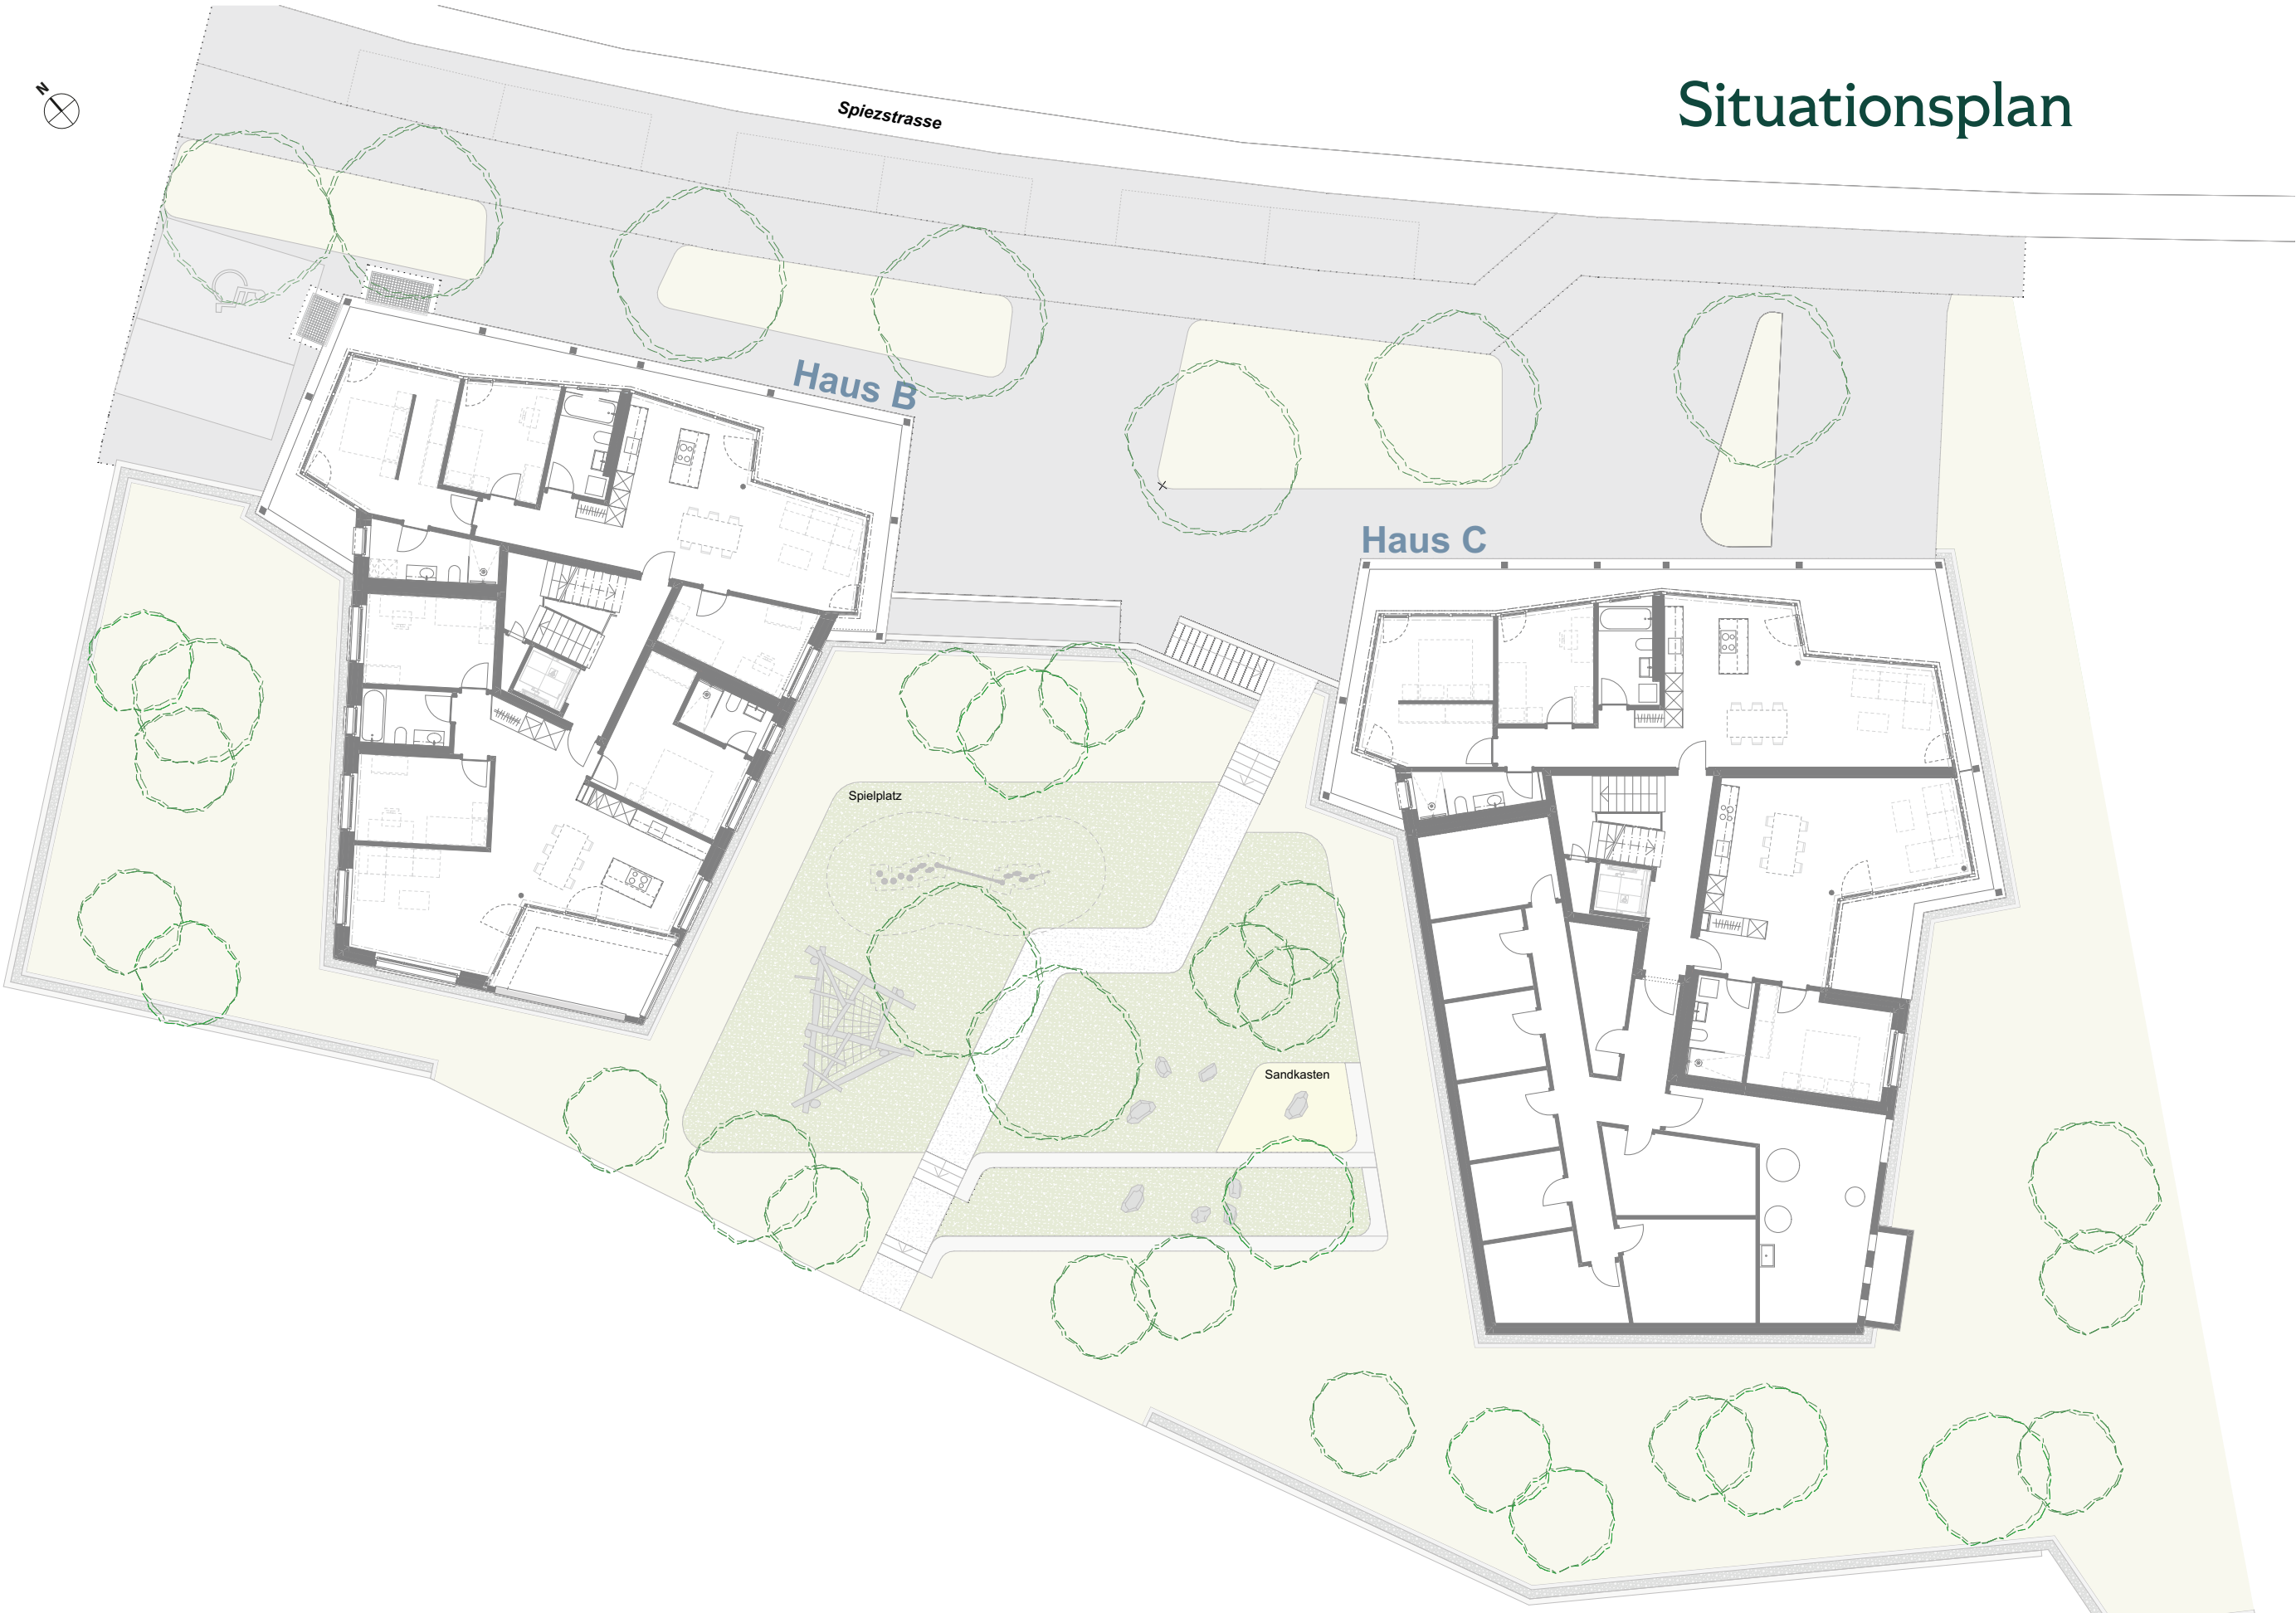 N
Situationsplan
Spiezstrasse
Haus B
Haus C
Spielplatz
Sandkasten